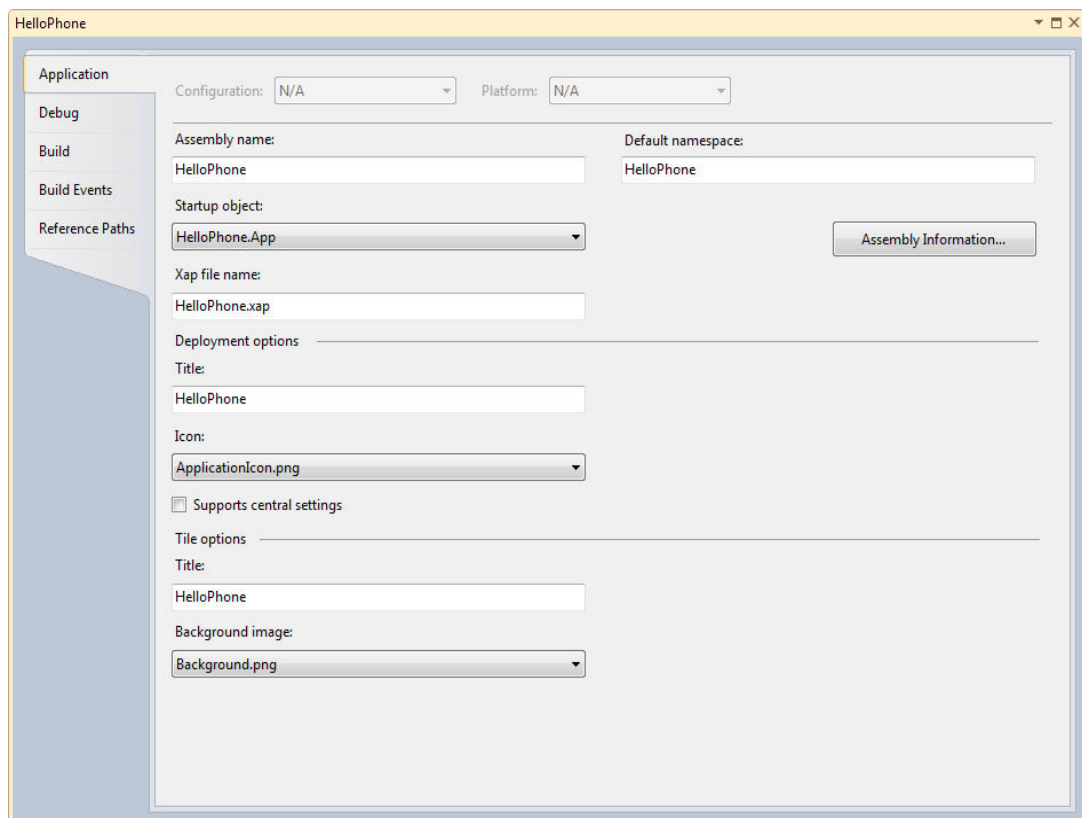 HelloPhone
Application
Debug
Build
Build Events
Reference Paths
Configuration: N/A Platform: N/A
Assembly name: Default namespace:
HelloPhone HelloPhone
Startup object:
HelloPhone.App Assembly Information...
Xap file name:
HelloPhone.xap
Deployment options
Title:
HelloPhone
Icon:
ApplicationIcon.png
Supports central settings
Tile options
Title:
HelloPhone
Background image:
Background.png